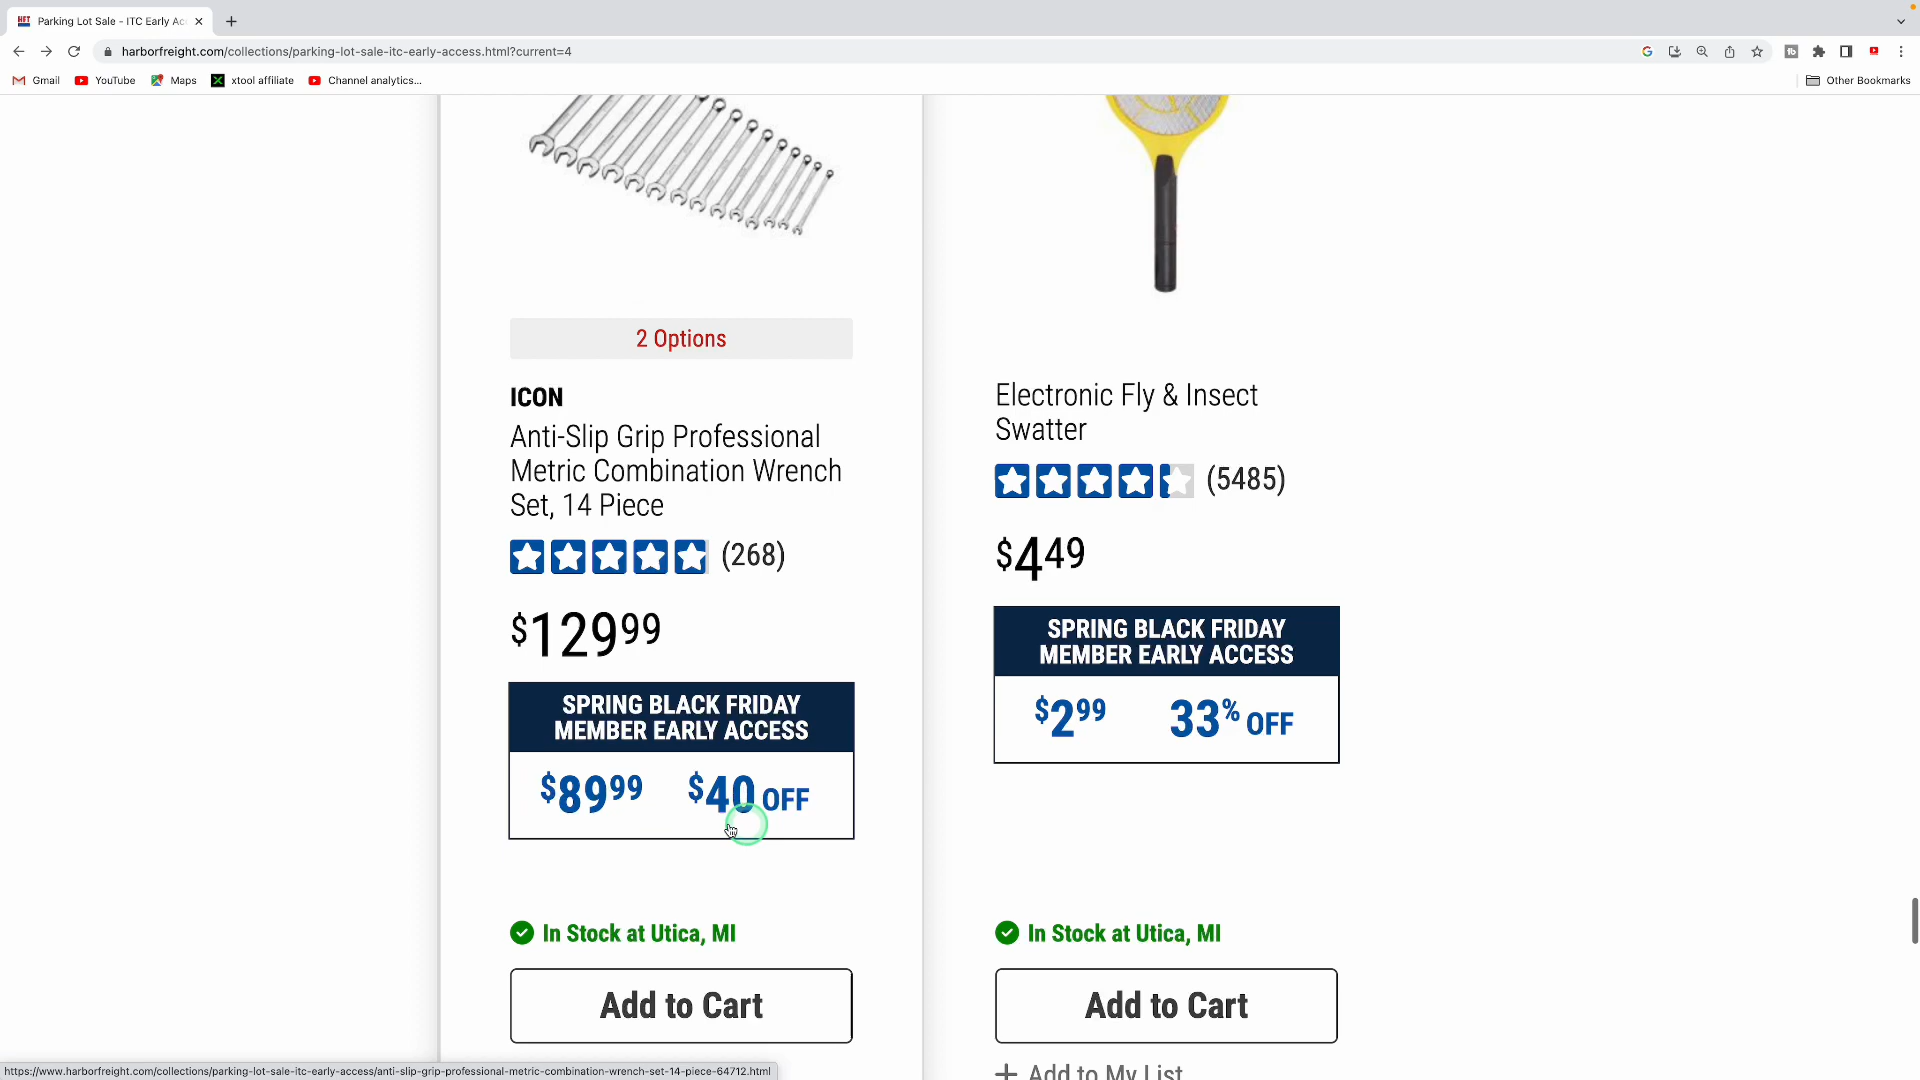 HFT
Parking Lot Sale - ITC Early Ac
harborfreight.com/collections/parking-lot-sale-itc-early-access.html?current=4
Gmail
YouTube
Maps
xtool affiliate
Channel analytics...
Other Bookmarks
2 Options
ICON
Anti-Slip Grip Professional
Metric Combination Wrench
Set, 14 Piece
(268)
$129 99
SPRING BLACK FRIDAY
MEMBER EARLY ACCESS
$89 99 $40 OFF
In Stock at Utica, MI
Add to Cart
Electronic Fly & Insect
Swatter
(5485)
$4 49
SPRING BLACK FRIDAY
MEMBER EARLY ACCESS
$2 99 33% OFF
In Stock at Utica, MI
Add to Cart
+ Add to My List
https://www.harborfreight.com/collections/parking-lot-sale-itc-early-access/anti-slip-grip-professional-metric-combination-wrench-set-14-piece-64712.html